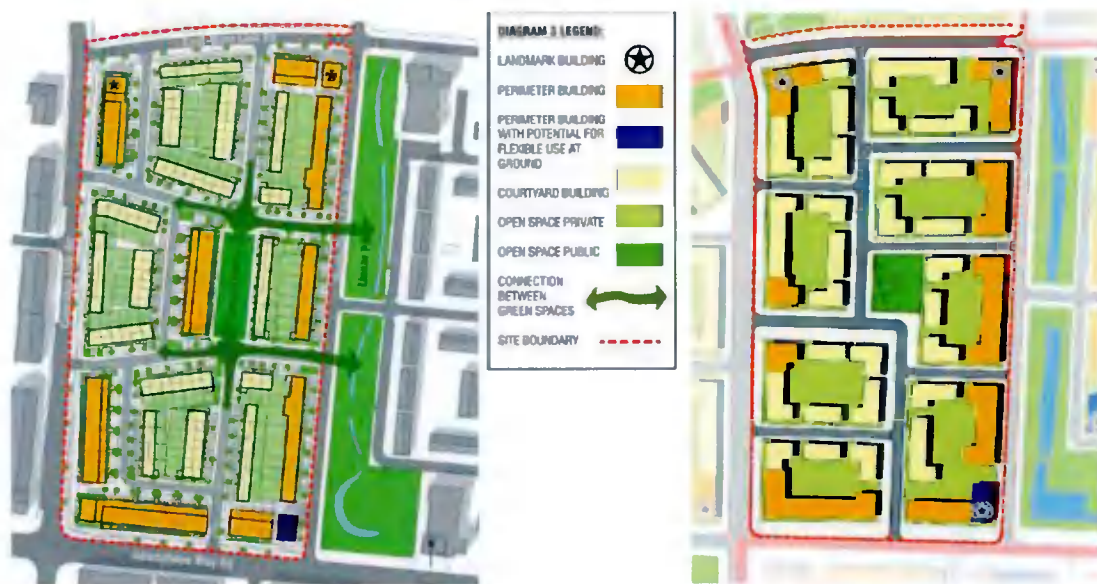 DIAGRAM 3 LEGEND:
LANDMARK BUILDING
PERIMETER BUILDING
PERIMETER BUILDING
WITH POTENTIAL FOR
FLEXIBLE USE AT
GROUND
COURTYARD BUILDING
OPEN SPACE PRIVATE
OPEN SPACE PUBLIC
CONNECTION
BETWEEN
GREEN SPACES
SITE BOUNDARY